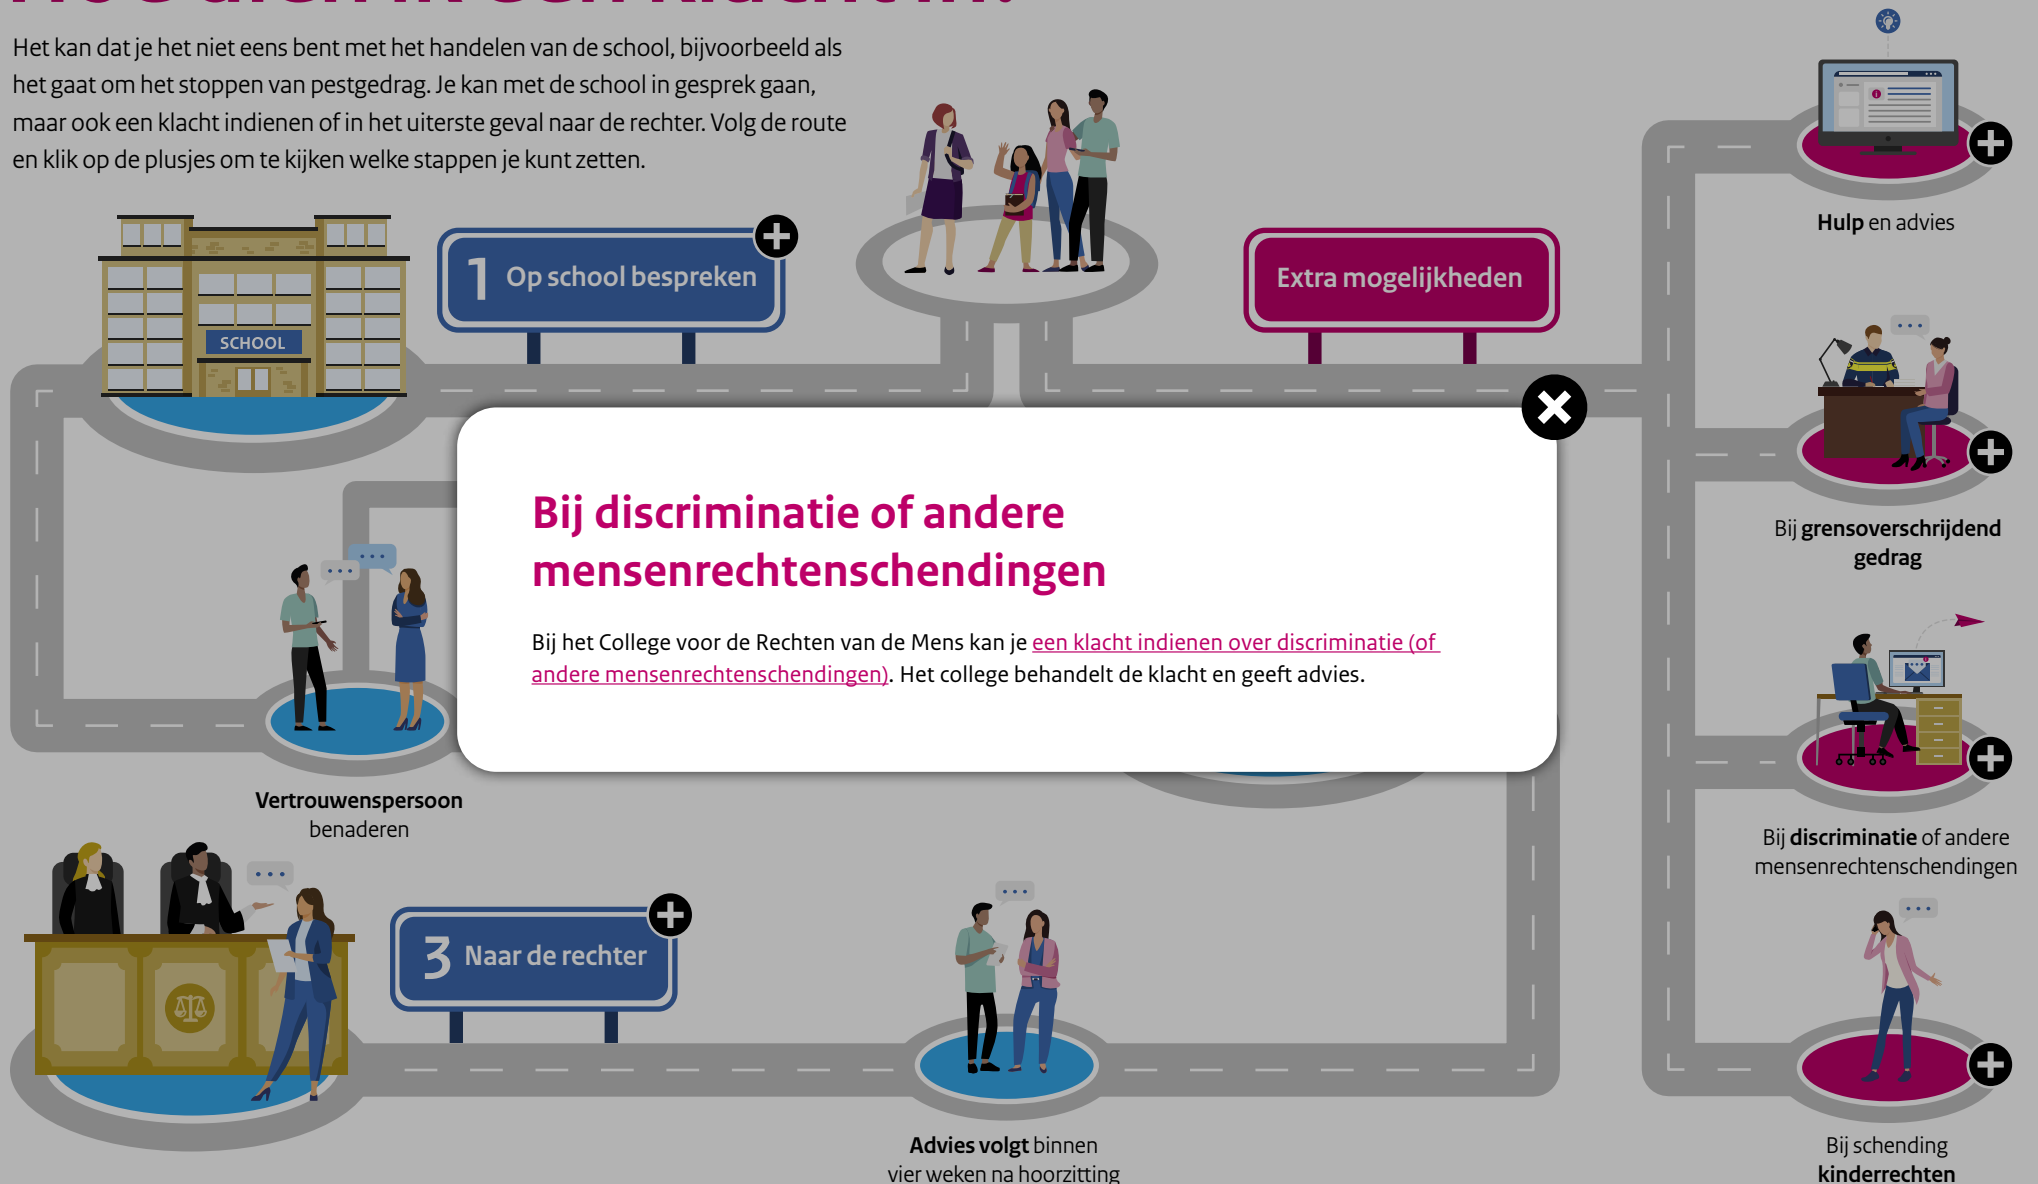 Het kan dat je het niet eens bent met het handelen van de school, bijvoorbeeld als
het gaat om het stoppen van pestgedrag. Je kan met de school in gesprek gaan,
maar ook een klacht indienen of in het uiterste geval naar de rechter. Volg de route
en klik op de plusjes om te kijken welke stappen je kunt zetten.
SCHOOL
1 Op school bespreken
Extra mogelijkheden
Hulp en advies
Bij grensoverschrijdend
gedrag
Bij discriminatie of andere
mensenrechtenschendingen
Bij het College voor de Rechten van de Mens kan je een klacht indienen over discriminatie (of
andere mensenrechtenschendingen). Het college behandelt de klacht en geeft advies.
Vertrouwenspersoon
benaderen
Bij discriminatie of andere
mensenrechtenschendingen
3 Naar de rechter
Advies volgt binnen
vier weken na hoorzitting
Bij schending
kinderrechten